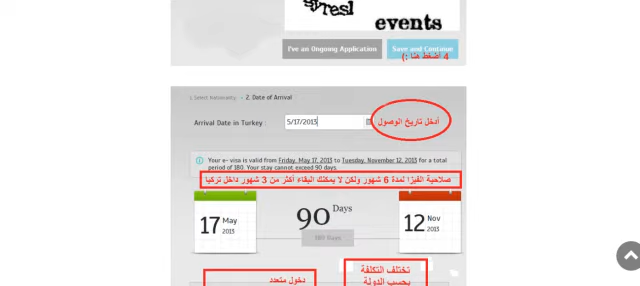 events
I've an Ongoing Application
Save and Continue
4 اضغط هنا :)
1. Select Nationality • 2. Date of Arrival
Arrival Date in Turkey :
5/17/2013
أدخل تاريخ الوصول
Your e- visa is valid from Friday, May 17, 2013 to Tuesday, November 12, 2013 for a total
period of 180. Your stay cannot exceed 90 days.
صلاحية الفيزا لمدة 6 شهور ولكن لا يمكنك البقاء أكثر من 3 شهور داخل تركيا
17 May 2013
90 Days
180 Days
12 Nov 2013
تختلف التكلفة
بحسب الدولة
دخول متعدد